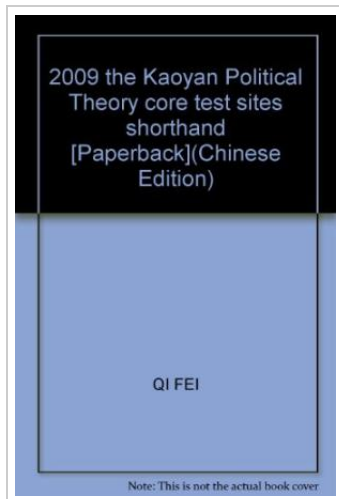 2009 the Kaoyan Political
Theory core test sites
shorthand
[Paperback](Chinese
Edition)
QI FEI
Note: This is not the actual book cover